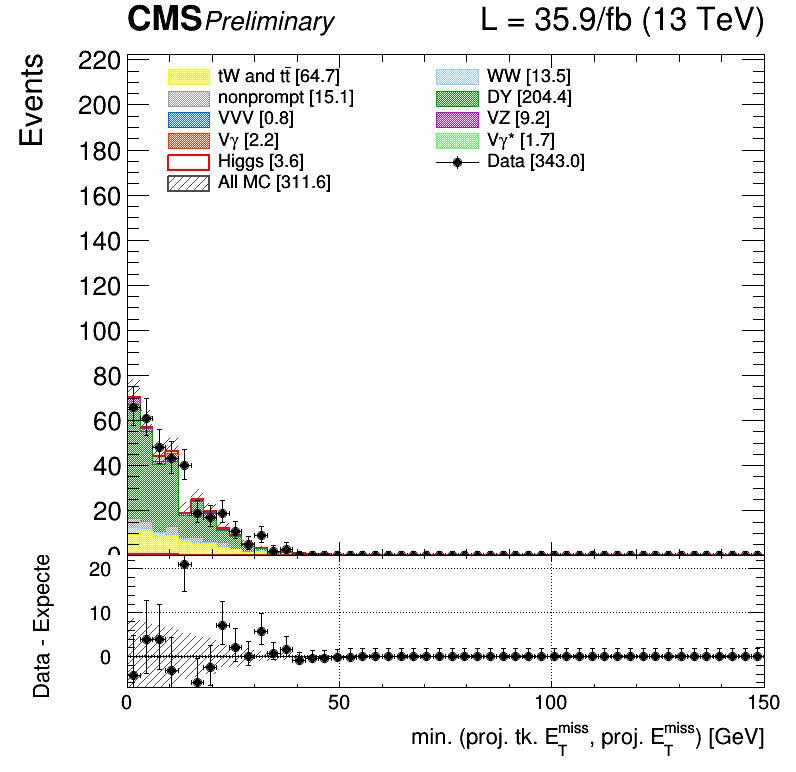 CMS Preliminary L = 35.9/fb (13 TeV)
Events
220
200
180
160
140
120
100
80
60
40
20
0
tW and tt̄ [64.7]
nonprompt [15.1]
VVV [0.8]
Vγ [2.2]
Higgs [3.6]
All MC [311.6]
WW [13.5]
DY [204.4]
VZ [9.2]
Vγ* [1.7]
Data [343.0]
Data - Expecte
20
10
0
0 50 100 150
min. (proj. tk. E_T^miss, proj. E_T^miss) [GeV]